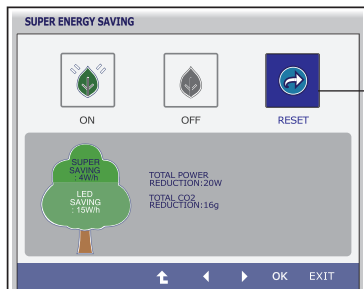 SUPER ENERGY SAVING
ON
OFF
RESET
SUPER
SAVING
: 4W/h
LED
SAVING
: 15W/h
TOTAL POWER
REDUCTION:20W
TOTAL CO2
REDUCTION:16g
OK
EXIT